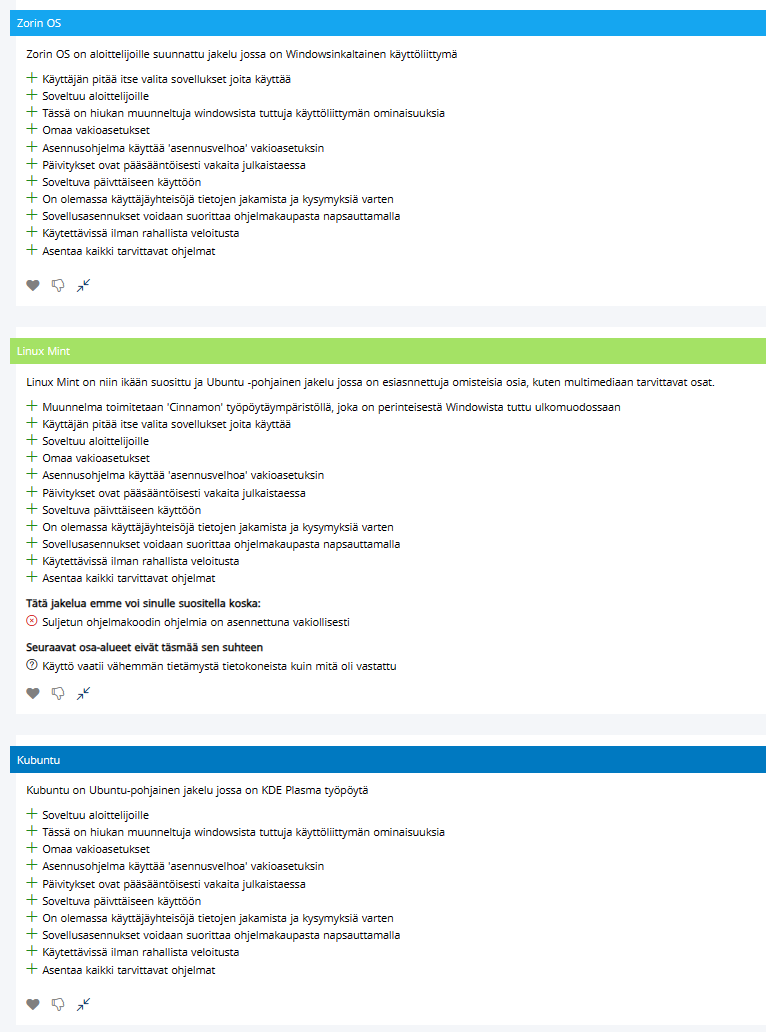 Zorin OS
Zorin OS on aloittelijoille suunnattu jakelu jossa on Windowsinkaltainen käyttöliittymä
Käyttäjän pitää itse valita sovellukset joita käyttää
Soveltuu aloittelijoille
Tässä on hiukan muunneltuja windowsista tuttuja käyttöliittymän ominaisuuksia
Omaa vakioasetukset
Asennusohjelma käyttää 'asennusvelhoa' vakioasetuksin
Päivitykset ovat pääsääntöisesti vakaita julkaistaessa
Soveltuva päivttäiseen käyttöön
On olemassa käyttäjäyhteisöjä tietojen jakamista ja kysymyksiä varten
Sovellusasennukset voidaan suorittaa ohjelmakaupasta napsauttamalla
Käytettävissä ilman rahallista veloitusta
Asentaa kaikki tarvittavat ohjelmat
Linux Mint
Linux Mint on niin ikään suosittu ja Ubuntu -pohjainen jakelu jossa on esiasnnettuja omisteisia osia, kuten multimediaan tarvittavat osat.
Muunnelma toimitetaan 'Cinnamon' työpöytäympäristöllä, joka on perinteisestä Windowista tuttu ulkomuodossaan
Käyttäjän pitää itse valita sovellukset joita käyttää
Soveltuu aloittelijoille
Omaa vakioasetukset
Asennusohjelma käyttää 'asennusvelhoa' vakioasetuksin
Päivitykset ovat pääsääntöisesti vakaita julkaistaessa
Soveltuva päivttäiseen käyttöön
On olemassa käyttäjäyhteisöjä tietojen jakamista ja kysymyksiä varten
Sovellusasennukset voidaan suorittaa ohjelmakaupasta napsauttamalla
Käytettävissä ilman rahallista veloitusta
Asentaa kaikki tarvittavat ohjelmat
Tätä jakelua emme voi sinulle suositella koska:
Suljetun ohjelmakoodin ohjelmia on asennettuna vakiollisesti
Seuraavat osa-alueet eivät täsmää sen suhteen
Käyttö vaatii vähemmän tietämystä tietokoneista kuin mitä oli vastattu
Kubuntu
Kubuntu on Ubuntu-pohjainen jakelu jossa on KDE Plasma työpöytä
Soveltuu aloittelijoille
Tässä on hiukan muunneltuja windowsista tuttuja käyttöliittymän ominaisuuksia
Omaa vakioasetukset
Asennusohjelma käyttää 'asennusvelhoa' vakioasetuksin
Päivitykset ovat pääsääntöisesti vakaita julkaistaessa
Soveltuva päivttäiseen käyttöön
On olemassa käyttäjäyhteisöjä tietojen jakamista ja kysymyksiä varten
Sovellusasennukset voidaan suorittaa ohjelmakaupasta napsauttamalla
Käytettävissä ilman rahallista veloitusta
Asentaa kaikki tarvittavat ohjelmat